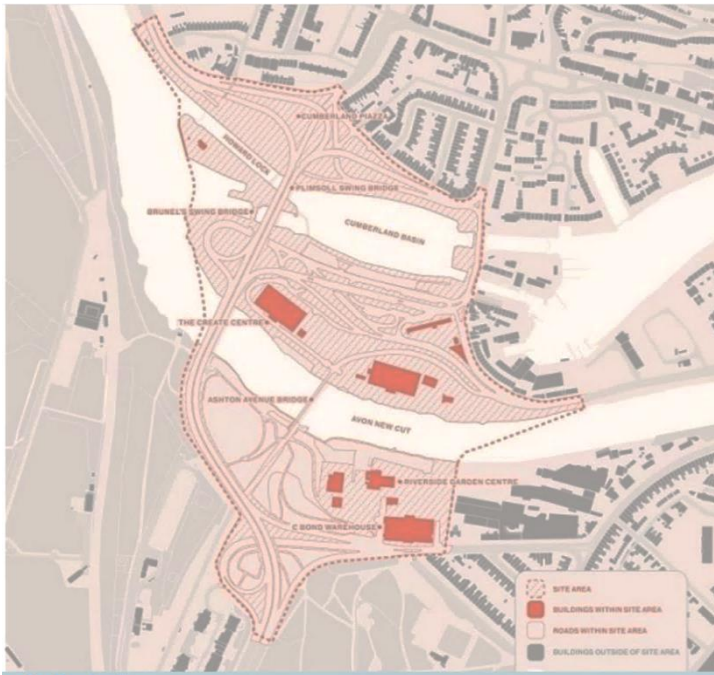 CUMBERLAND PIAZZA
HOWARD LOCK
PLIMSOLL SWING BRIDGE
BRUNEL'S SWING BRIDGE
CUMBERLAND BASIN
THE CREATE CENTRE
ASHTON AVENUE BRIDGE
AVON NEW CUT
RIVERSIDE GARDEN CENTRE
C BOND WAREHOUSE
SITE AREA
BUILDINGS WITHIN SITE AREA
ROADS WITHIN SITE AREA
BUILDINGS OUTSIDE OF SITE AREA